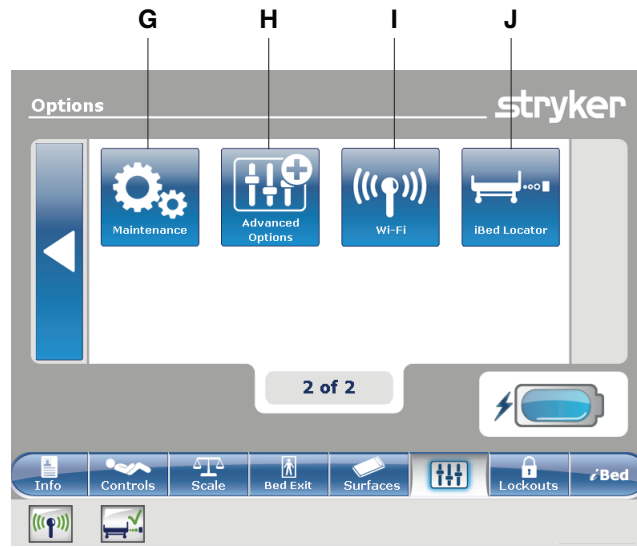 G H I J
Options
stryker
Maintenance
Advanced
Options
Wi-Fi
iBed Locator
2 of 2
Info
Controls
Scale
Bed Exit
Surfaces
Lockouts
iBed